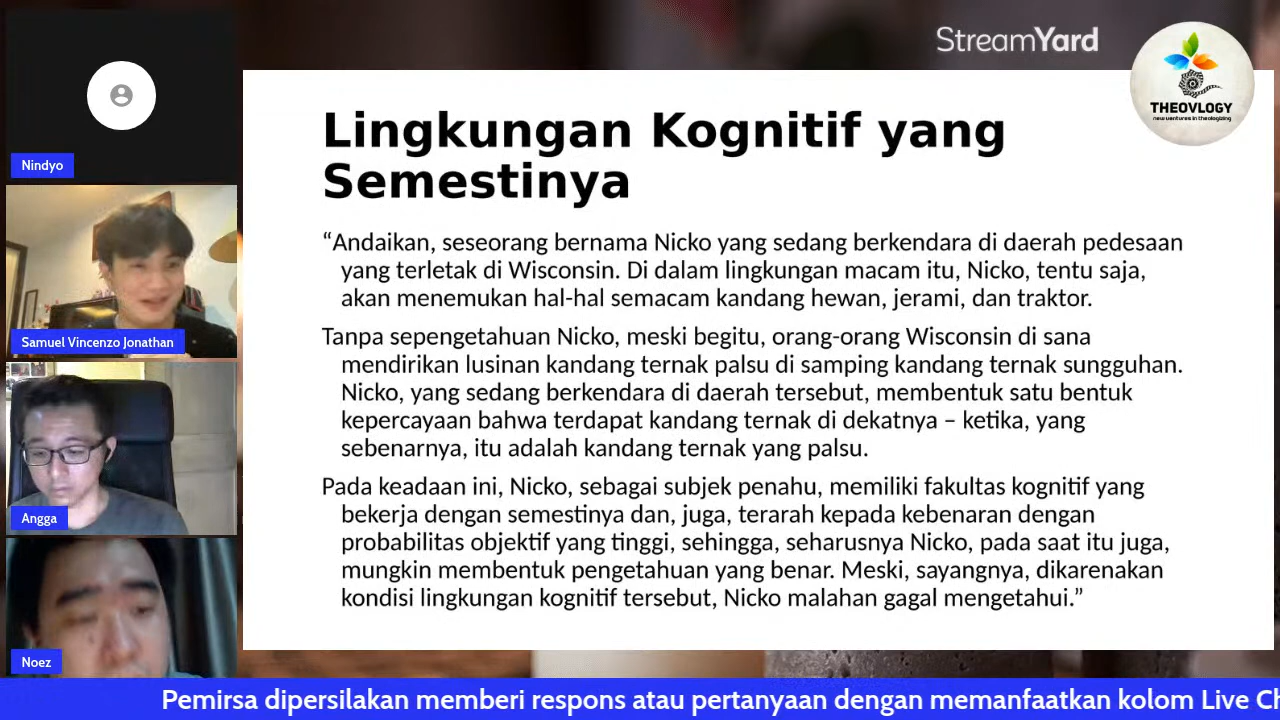 StreamYard
THEOVLOGY
new ventures in theologizing
Nindyo
Samuel Vincenzo Jonathan
Angga
Noez
Lingkungan Kognitif yang
Semestinya
“Andaikan, seseorang bernama Nicko yang sedang berkendara di daerah pedesaan
yang terletak di Wisconsin. Di dalam lingkungan macam itu, Nicko, tentu saja,
akan menemukan hal-hal semacam kandang hewan, jerami, dan traktor.
Tanpa sepengetahuan Nicko, meski begitu, orang-orang Wisconsin di sana
mendirikan lusinan kandang ternak palsu di samping kandang ternak sungguhan.
Nicko, yang sedang berkendara di daerah tersebut, membentuk satu bentuk
kepercayaan bahwa terdapat kandang ternak di dekatnya – ketika, yang
sebenarnya, itu adalah kandang ternak yang palsu.
Pada keadaan ini, Nicko, sebagai subjek penahu, memiliki fakultas kognitif yang
bekerja dengan semestinya dan, juga, terarah kepada kebenaran dengan
probabilitas objektif yang tinggi, sehingga, seharusnya Nicko, pada saat itu juga,
mungkin membentuk pengetahuan yang benar. Meski, sayangnya, dikarenakan
kondisi lingkungan kognitif tersebut, Nicko malahan gagal mengetahui.”
Pemirsa dipersilakan memberi respons atau pertanyaan dengan memanfaatkan kolom Live Ch